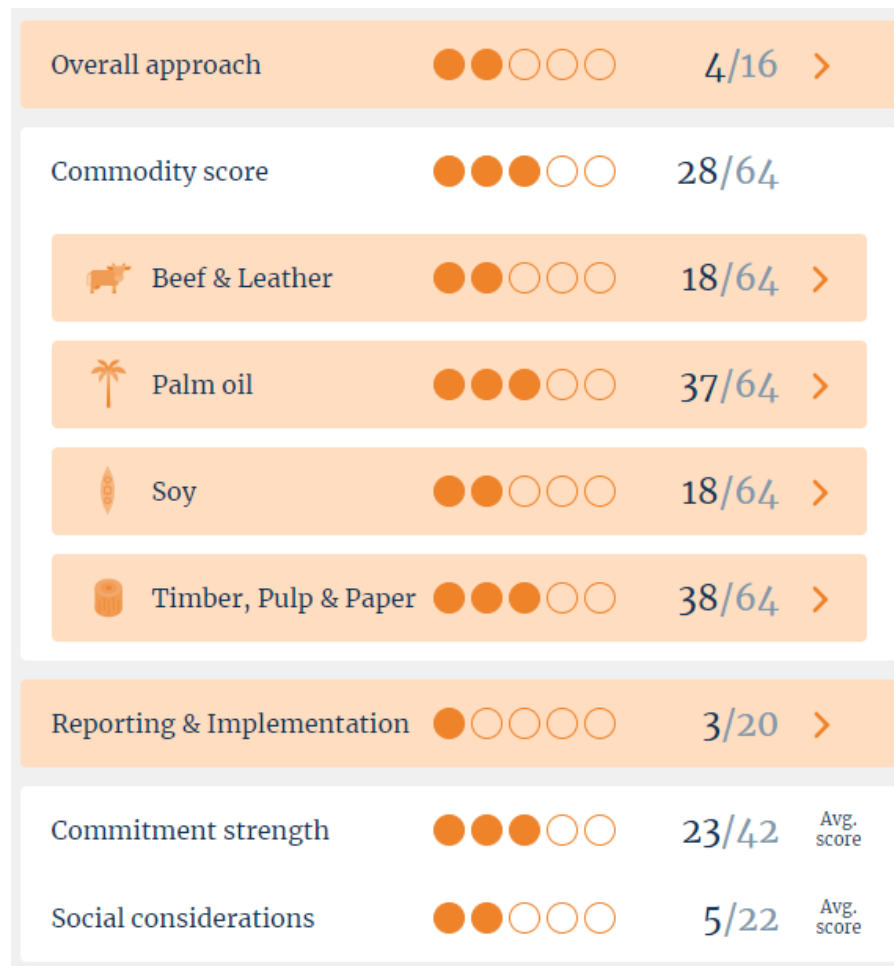 Overall approach 4/16
Commodity score 28/64
Beef & Leather 18/64
Palm oil 37/64
Soy 18/64
Timber, Pulp & Paper 38/64
Reporting & Implementation 3/20
Commitment strength 23/42 Avg. score
Social considerations 5/22 Avg. score